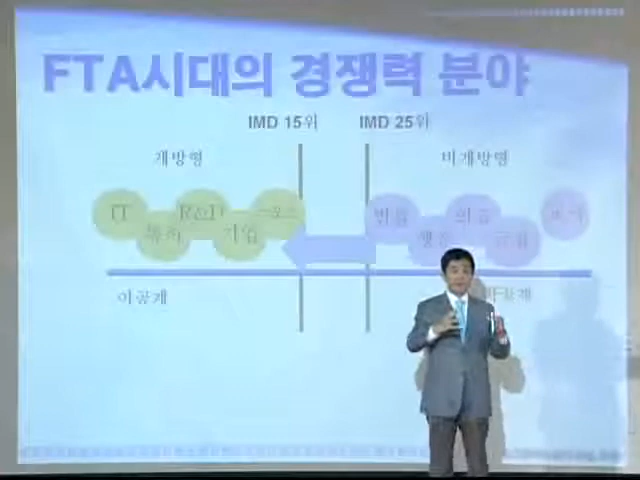 FTA시대의 경쟁력 분야
IMD 15위 IMD 25위
개방형 비개방형
IT R&D
특허 기업
법률 의료
행정 금융
이공계